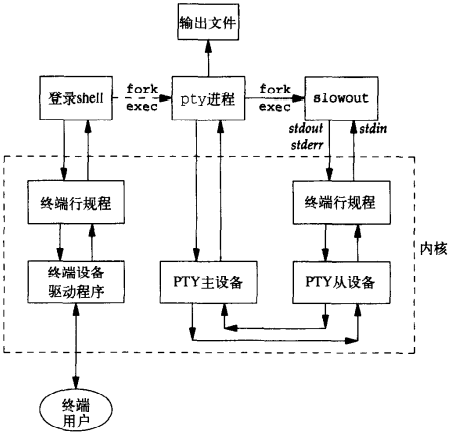 输出文件
登录shell
fork
exec
pty进程
fork
exec
slowout
stdout
stderr
stdin
终端行规程
终端行规程
内核
终端设备
驱动程序
PTY主设备
PTY从设备
终端
用户